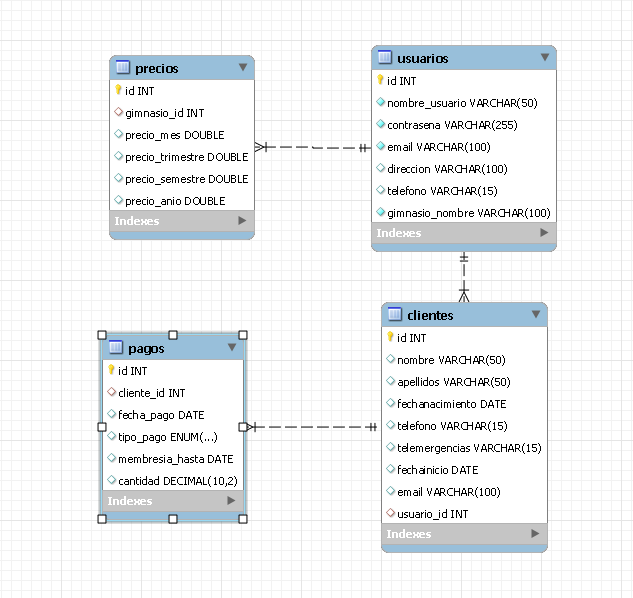 precios
id INT
gimnasio_id INT
precio_mes DOUBLE
precio_trimestre DOUBLE
precio_semestre DOUBLE
precio_anio DOUBLE
Indexes
usuarios
id INT
nombre_usuario VARCHAR(50)
contrasena VARCHAR(255)
email VARCHAR(100)
direccion VARCHAR(100)
telefono VARCHAR(15)
gimnasio_nombre VARCHAR(100)
Indexes
pagos
id INT
cliente_id INT
fecha_pago DATE
tipo_pago ENUM(...)
membresia_hasta DATE
cantidad DECIMAL(10,2)
Indexes
clientes
id INT
nombre VARCHAR(50)
apellidos VARCHAR(50)
fechanacimiento DATE
telefono VARCHAR(15)
telemergencias VARCHAR(15)
fechainicio DATE
email VARCHAR(100)
usuario_id INT
Indexes